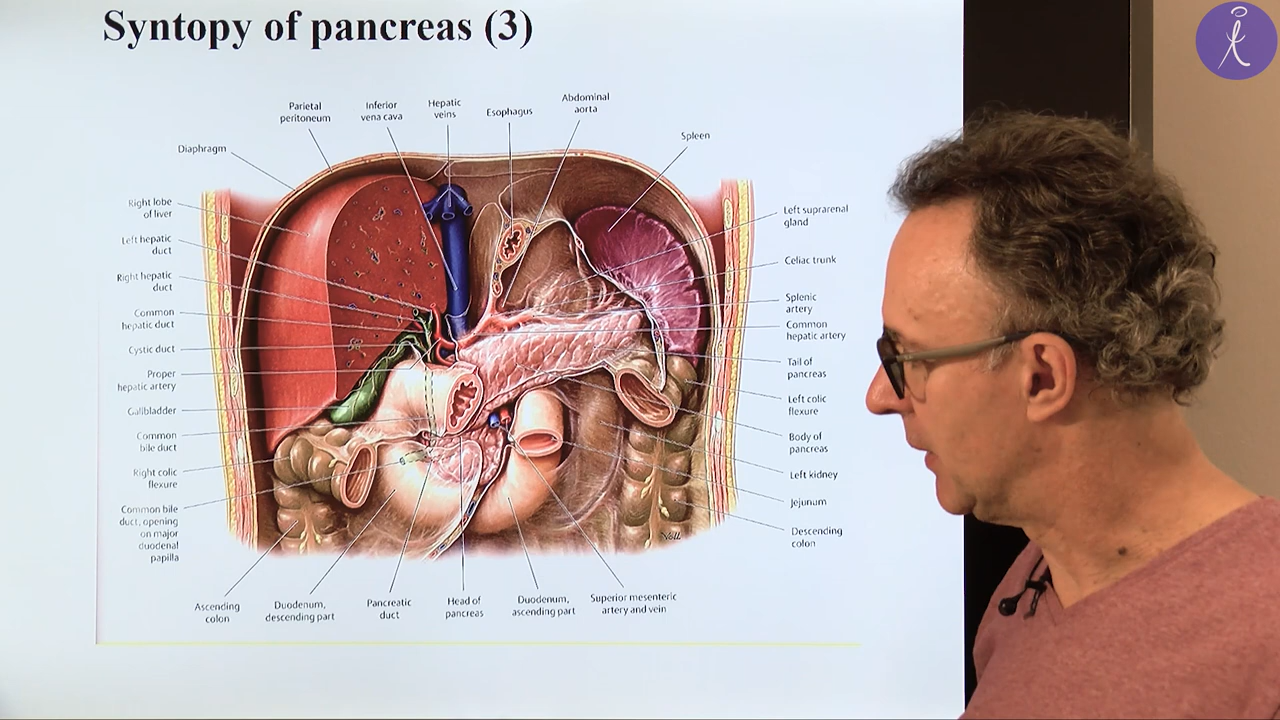 Syntopy of pancreas (3)
Parietal
peritoneum
Inferior
vena cava
Hepatic
veins
Esophagus
Abdominal
aorta
Spleen
Diaphragm
Right lobe
of liver
Left hepatic
duct
Right hepatic
duct
Common
hepatic duct
Cystic duct
Proper
hepatic artery
Gallbladder
Common
bile duct
Right colic
flexure
Common bile
duct, opening
on major
duodenal
papilla
Left suprarenal
gland
Celiac trunk
Splenic
artery
Common
hepatic artery
Tail of
pancreas
Left colic
flexure
Body of
pancreas
Left kidney
Jejunum
Descending
colon
Ascending
colon
Duodenum,
descending part
Pancreatic
duct
Head of
pancreas
Duodenum,
ascending part
Superior mesenteric
artery and vein